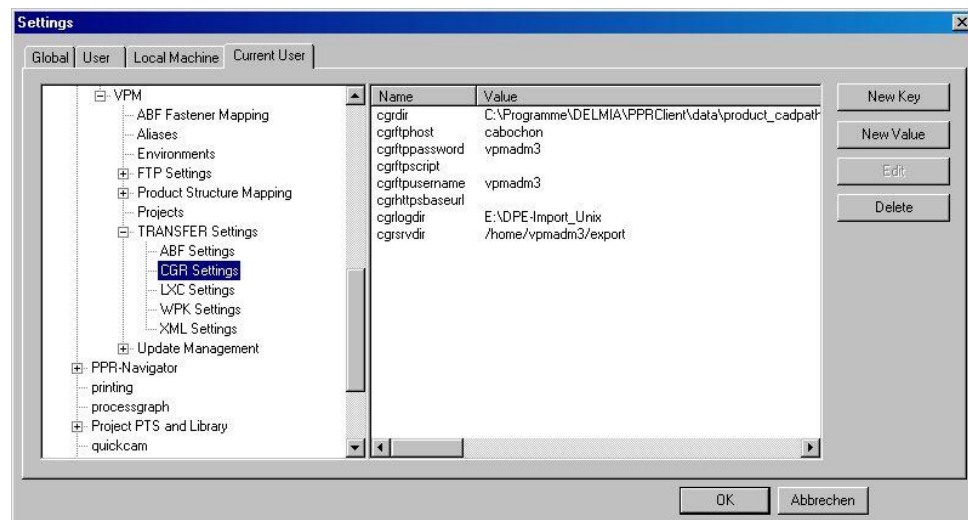 Settings
Global User Local Machine Current User
VPM
ABF Fastener Mapping
Aliases
Environments
FTP Settings
Product Structure Mapping
Projects
TRANSFER Settings
ABF Settings
CGR Settings
LXC Settings
WPK Settings
XML Settings
Update Management
PPR-Navigator
printing
processgraph
Project PTS and Library
quickcam
Name Value
cgrdir C:\Programme\DELMIA\PPRClient\data\product_cadpath
cgrftphost cabochon
cgrftppassword vpmadm3
cgrftpscript
cgrftpusername vpmadm3
cgrhttpsbaseurl
cgrlogdir E:\DPE-Import_Unix
cgrsrvdir /home/vpmadm3/export
New Key
New Value
Edit
Delete
OK Abbrechen